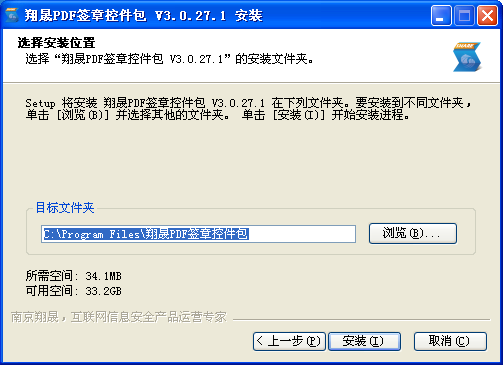 翔晟PDF签章控件包 V3.0.27.1 安装
选择安装位置
选择“翔晟PDF签章控件包 V3.0.27.1”的安装文件夹。
SHARE
Setup 将安装 翔晟PDF签章控件包 V3.0.27.1 在下列文件夹。要安装到不同文件夹，
单击 [浏览(B)] 并选择其他的文件夹。 单击 [安装(I)] 开始安装进程。
目标文件夹
C:\Program Files\翔晟PDF签章控件包
浏览(B)...
所需空间: 34.1MB
可用空间: 33.2GB
南京翔晟，互联网信息安全产品运营专家
< 上一步(P)
安装(I)
取消(C)